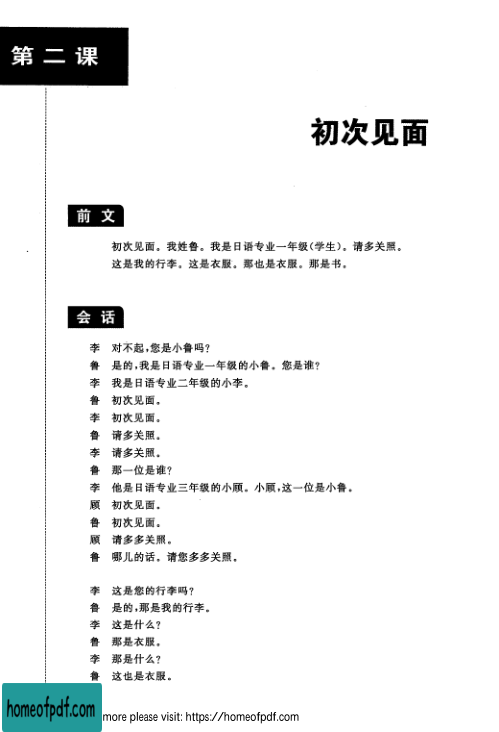 第二课
初次见面
前文
初次见面。我姓鲁。我是日语专业一年级(学生)。请多关照。
这是我的行李。这是衣服。那也是衣服。那是书。
会话
李 对不起,您是小鲁吗?
鲁 是的,我是日语专业一年级的小鲁。您是谁?
李 我是日语专业二年级的小李。
鲁 初次见面。
李 初次见面。
鲁 请多关照。
李 请多关照。
鲁 那一位是谁?
李 他是日语专业三年级的小顾。小顾,这一位是小鲁。
顾 初次见面。
鲁 初次见面。
顾 请多多关照。
鲁 哪儿的话。请您多多关照。
李 这是您的行李吗?
鲁 是的,那是我的行李。
李 这是什么?
鲁 那是衣服。
李 那是什么?
鲁 这也是衣服。
homeofpdf.com
more please visit: https://homeofpdf.com